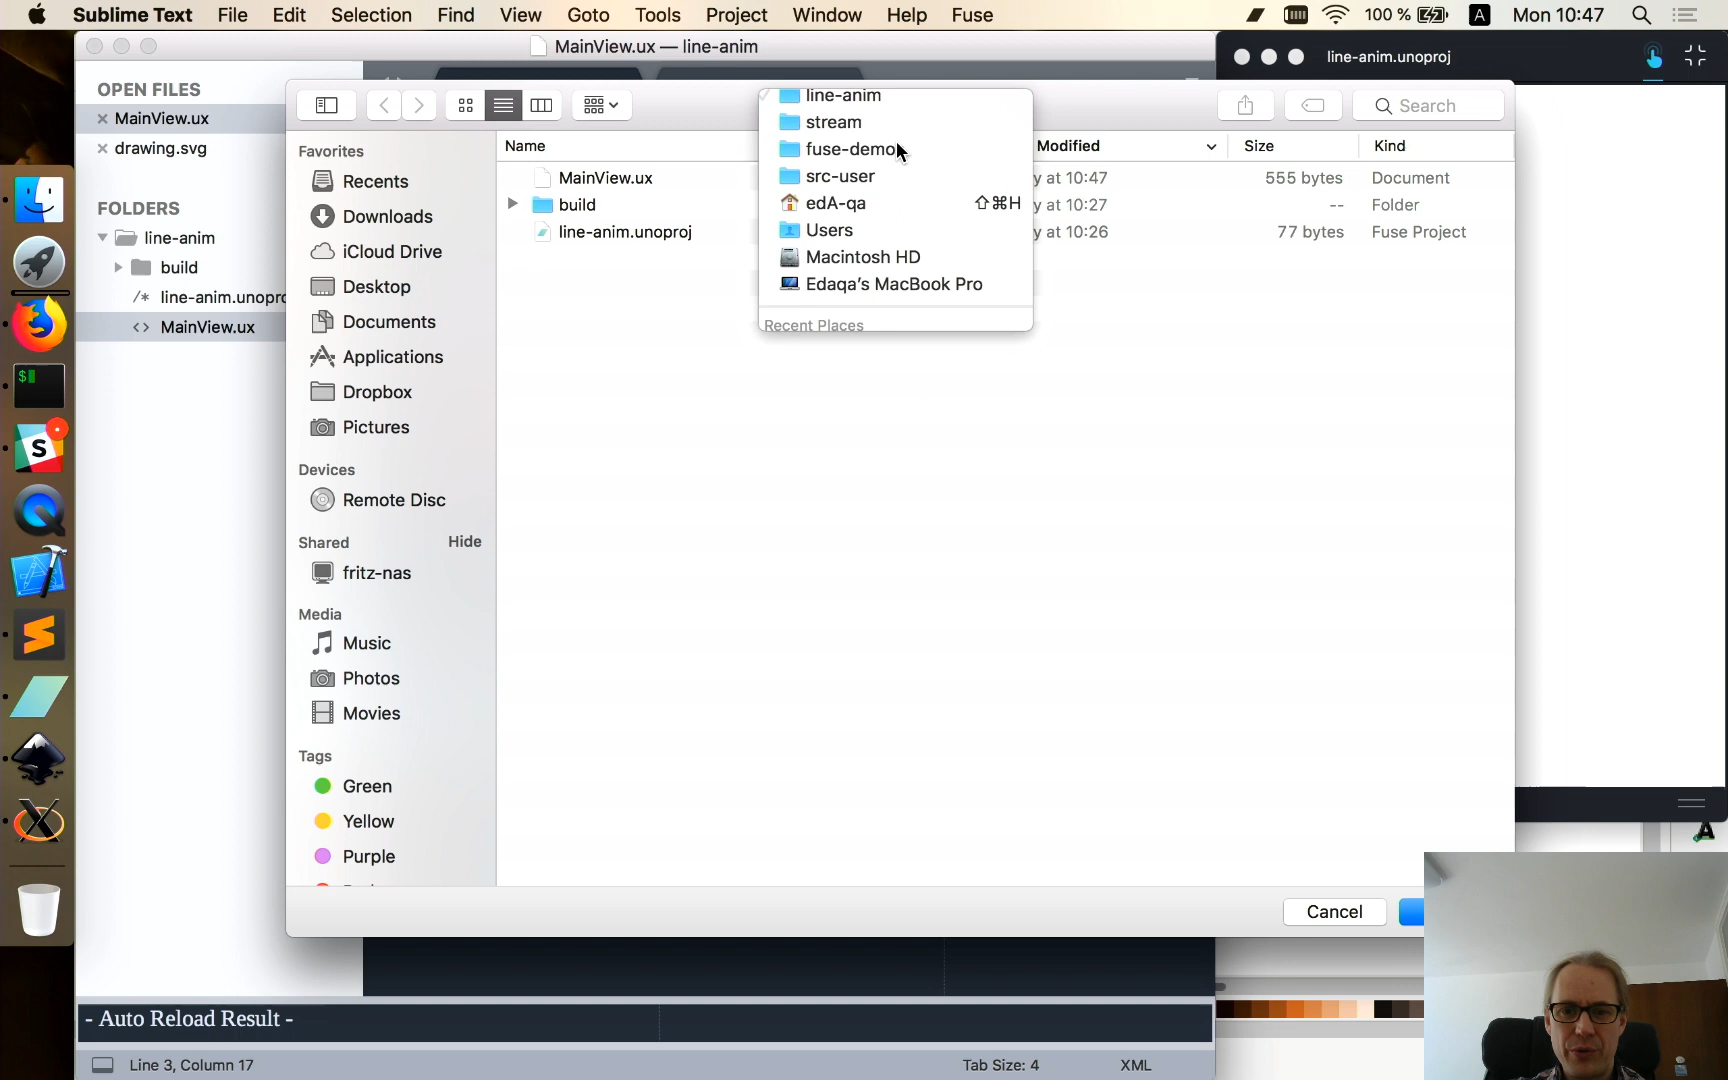 Sublime Text File Edit Selection Find View Goto Tools Project Window Help Fuse 100 % A Mon 10:47
MainView.ux — line-anim
line-anim.unoproj
OPEN FILES
MainView.ux
drawing.svg
FOLDERS
line-anim
build
/* line-anim.unopro
<> MainView.ux
Search
Favorites
Recents
Downloads
iCloud Drive
Desktop
Documents
Applications
Dropbox
Pictures
Devices
Remote Disc
Shared Hide
fritz-nas
Media
Music
Photos
Movies
Tags
Green
Yellow
Purple
Name Modified Size Kind
MainView.ux y at 10:47 555 bytes Document
build y at 10:27 -- Folder
line-anim.unoproj y at 10:26 77 bytes Fuse Project
line-anim
stream
fuse-demo
src-user
edA-qa ⇧⌘H
Users
Macintosh HD
Edaqa's MacBook Pro
Recent Places
Cancel
- Auto Reload Result -
Line 3, Column 17 Tab Size: 4 XML